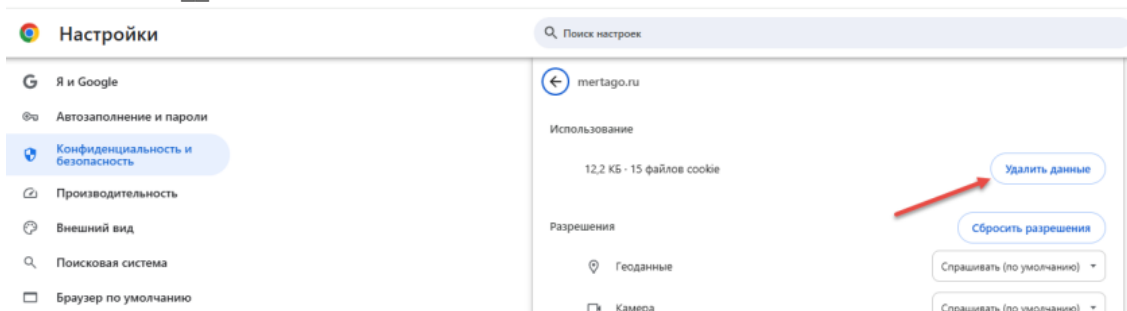 Настройки
Поиск настроек
Я и Google
Автозаполнение и пароли
Конфиденциальность и
безопасность
Производительность
Внешний вид
Поисковая система
Браузер по умолчанию
mertago.ru
Использование
12,2 КБ · 15 файлов cookie
Удалить данные
Разрешения
Сбросить разрешения
Геоданные
Спрашивать (по умолчанию)
Камера
Спрашивать (по умолчанию)